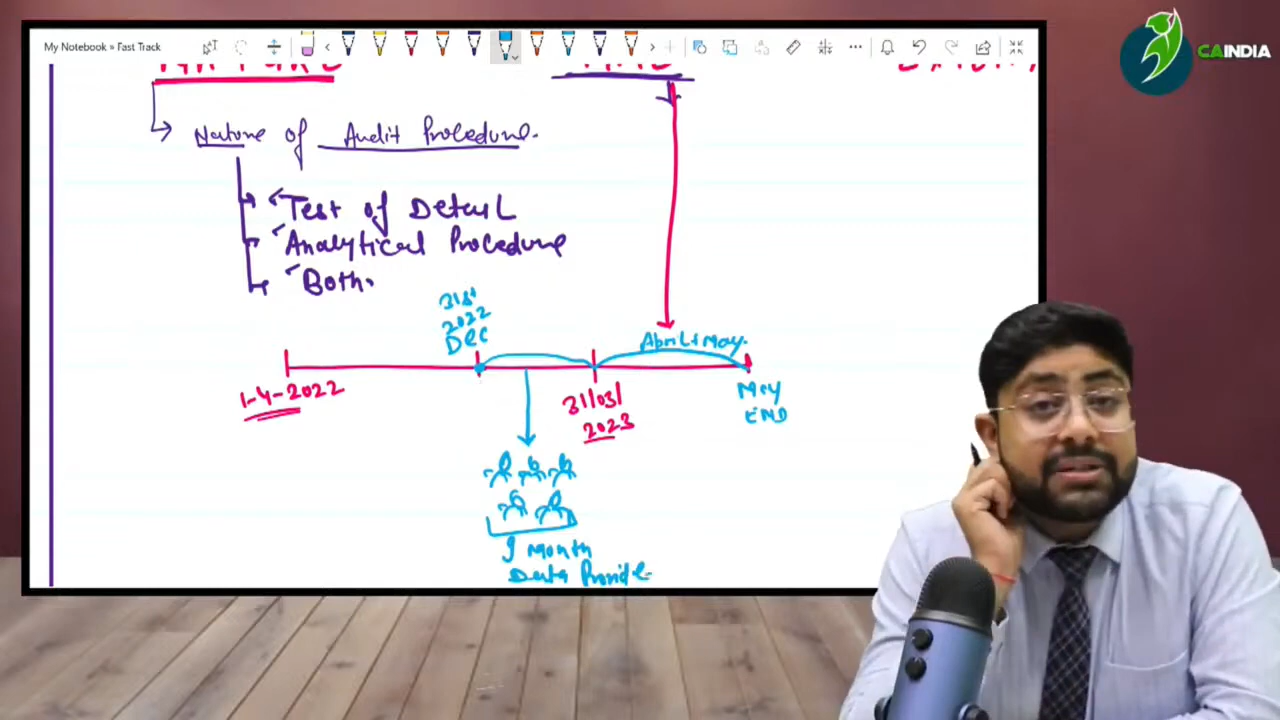 My Notebook » Fast Track
CAINDIA
Nature of Audit Procedure.
Test of Detail
Analytical Procedure
Both.
31st
2022
Dec
April + May.
1-4-2022
31/03/
2023
May
END
9 Month
Data Provide